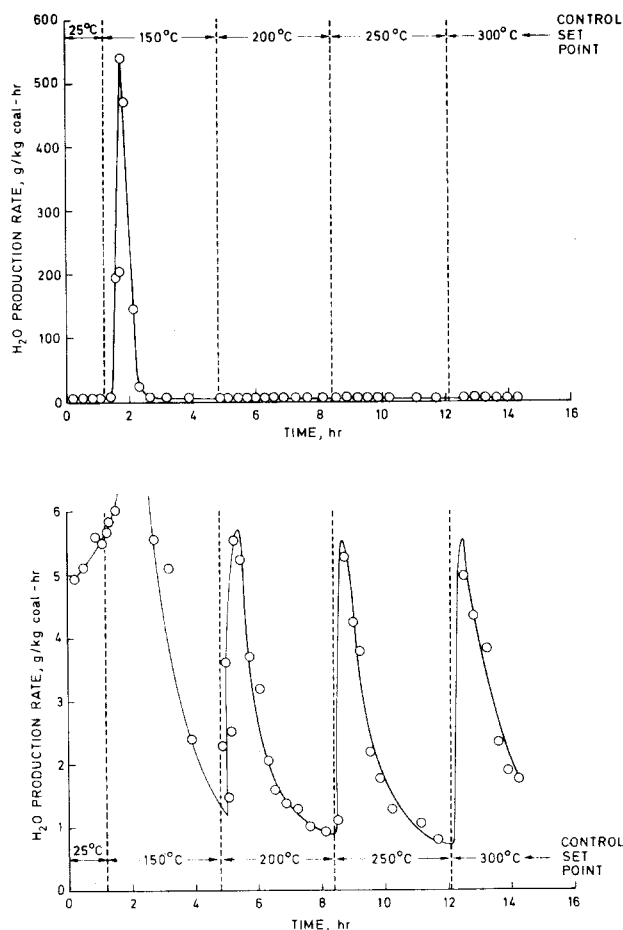 CONTROL
SET
POINT
25°C
150°C
200°C
250°C
300°C
600
500
400
300
200
100
0
H2O PRODUCTION RATE, g/kg coal-hr
0 2 4 6 8 10 12 14 16
TIME, hr
6
5
4
3
2
1
0
H2O PRODUCTION RATE, g/kg coal-hr
25°C
150°C
200°C
250°C
300°C
CONTROL
SET
POINT
0 2 4 6 8 10 12 14 16
TIME, hr